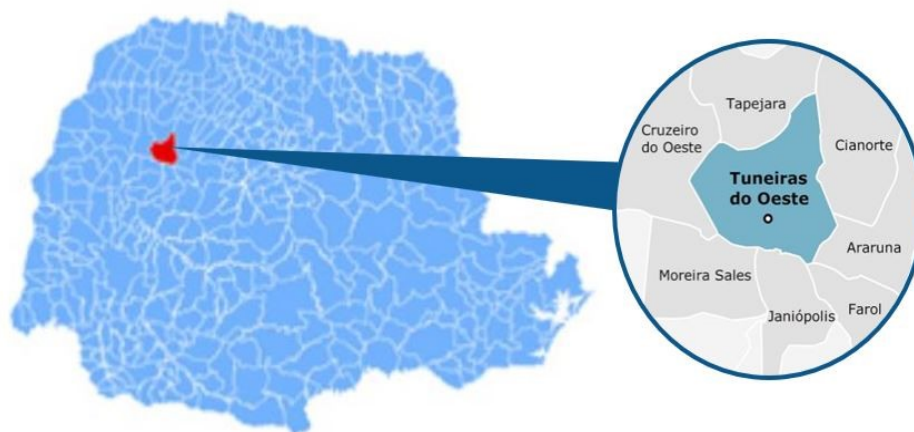 Tapejara
Cruzeiro
do Oeste
Cianorte
Tuneiras
do Oeste
Araruna
Moreira Sales
Farol
Janiópolis